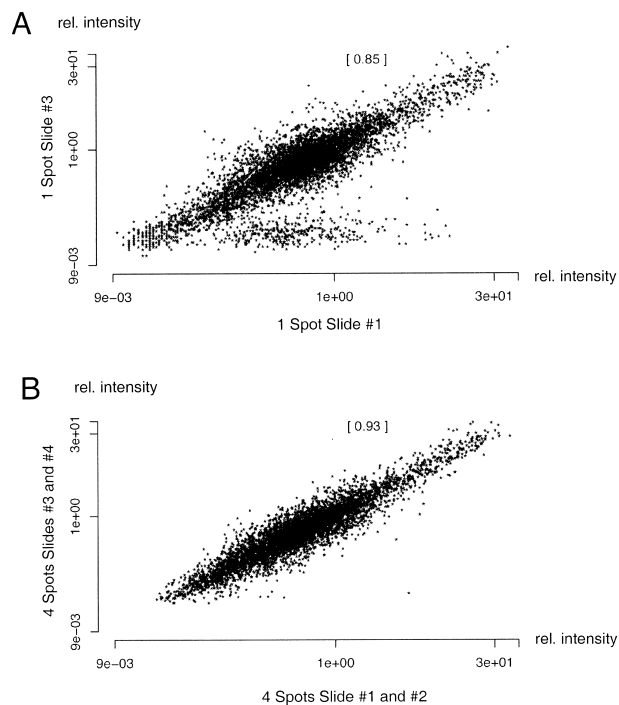 A
rel. intensity
[ 0.85 ]
3e+01
1 Spot Slide #3
1e+00
9e−03
rel. intensity
9e−03 1e+00 3e+01
1 Spot Slide #1
B
rel. intensity
[ 0.93 ]
3e+01
4 Spots Slides #3 and #4
1e+00
9e−03
rel. intensity
9e−03 1e+00 3e+01
4 Spots Slide #1 and #2